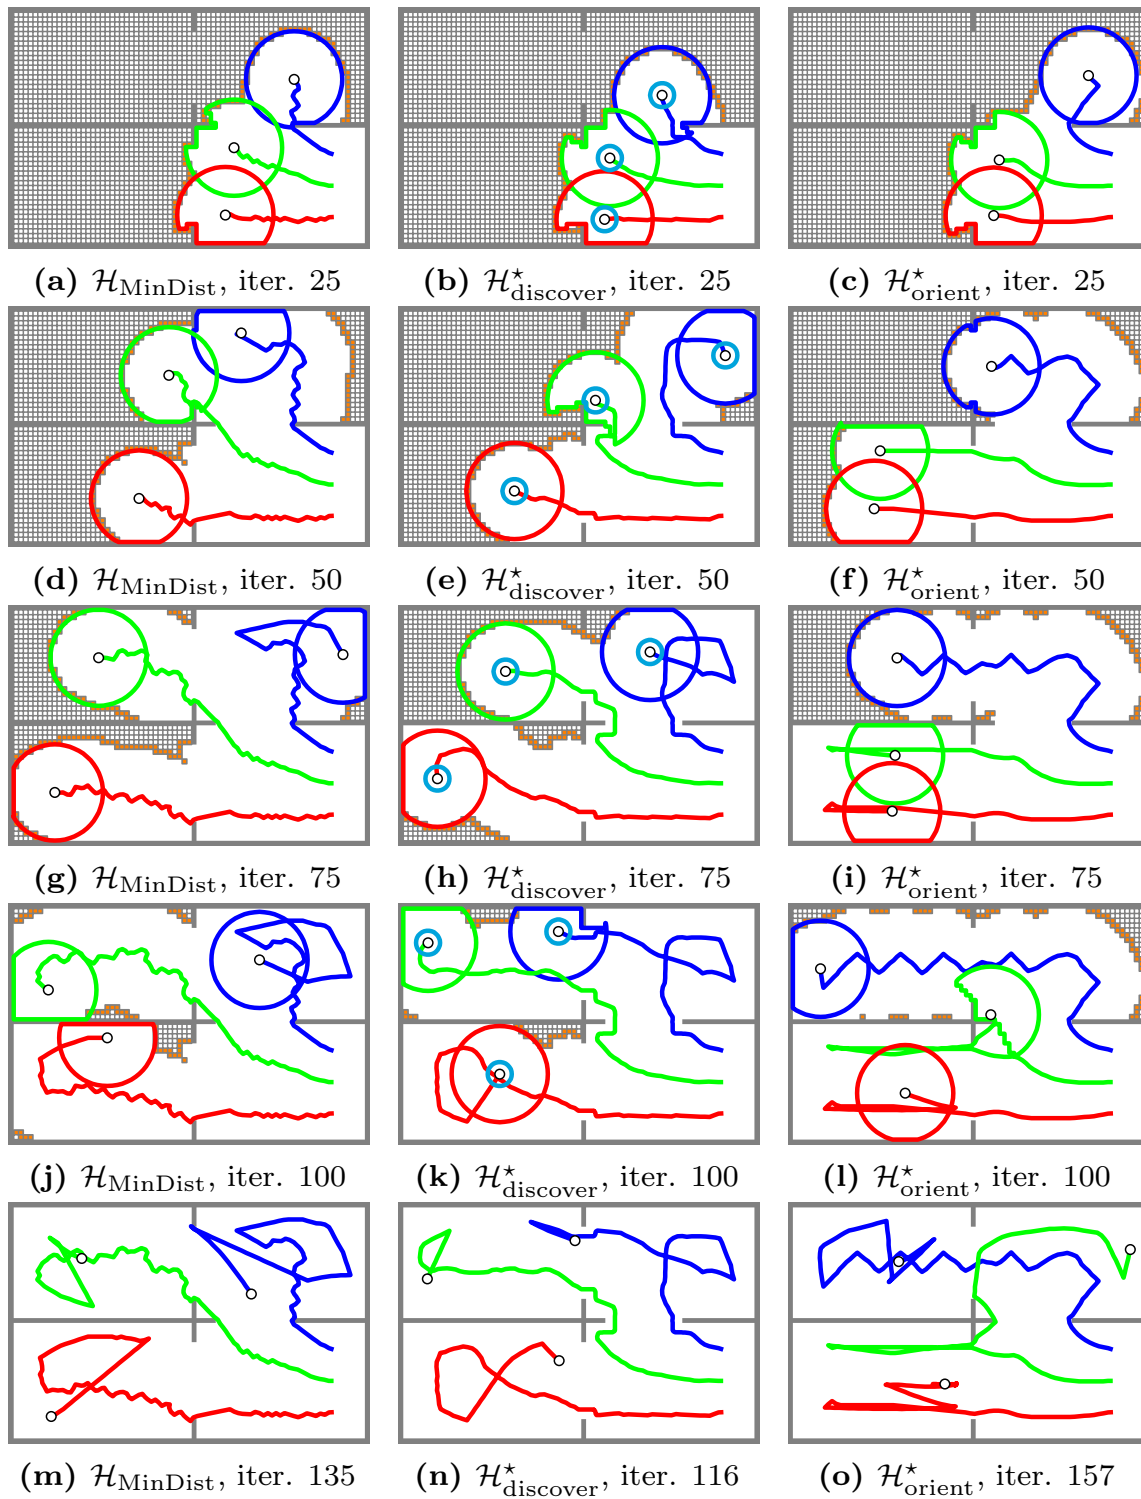 (a) ℋ_MinDist, iter. 25
(b) ℋ⋆_discover, iter. 25
(c) ℋ⋆_orient, iter. 25
(d) ℋ_MinDist, iter. 50
(e) ℋ⋆_discover, iter. 50
(f) ℋ⋆_orient, iter. 50
(g) ℋ_MinDist, iter. 75
(h) ℋ⋆_discover, iter. 75
(i) ℋ⋆_orient, iter. 75
(j) ℋ_MinDist, iter. 100
(k) ℋ⋆_discover, iter. 100
(l) ℋ⋆_orient, iter. 100
(m) ℋ_MinDist, iter. 135
(n) ℋ⋆_discover, iter. 116
(o) ℋ⋆_orient, iter. 157